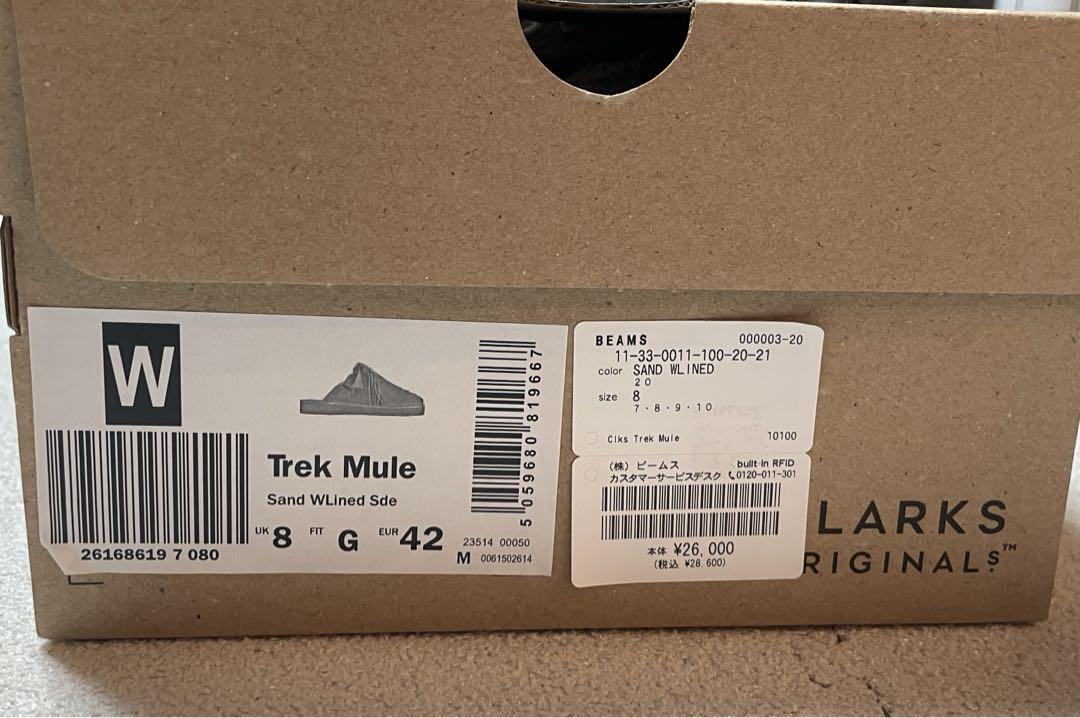 W
26168619 7 080
Trek Mule
Sand WLined Sde
UK 8 FIT G EUR 42
5 059680 819667
23514 00050
M 0061502614
BEAMS 000003-20
11-33-0011-100-20-21
color SAND WLINED
20
size 8
7・8・9・10
Clks Trek Mule 10100
(株) ビームス built-in RFID
カスタマーサービスデスク 0120-011-301
本体 ¥26,000
(税込 ¥28,600)
LARKS
RIGINALS™